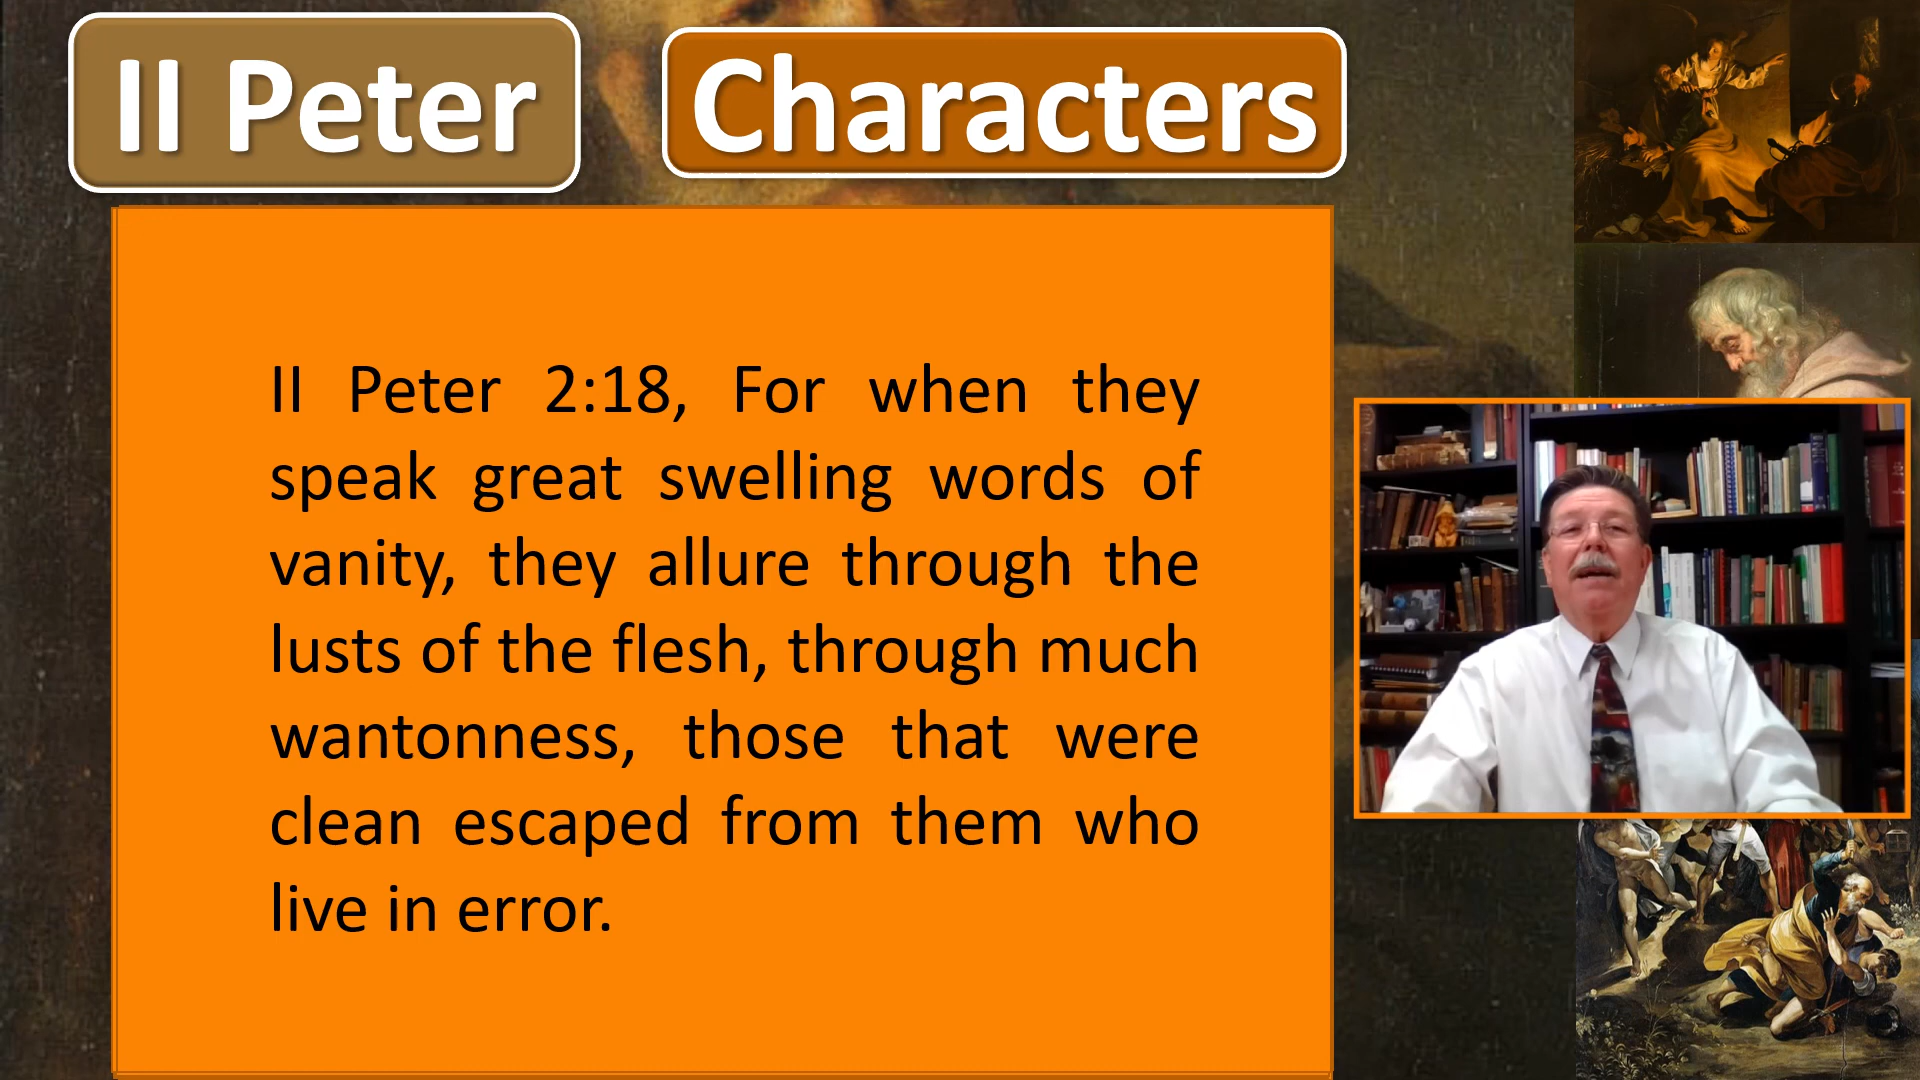 II Peter
Characters
II Peter 2:18, For when they
speak great swelling words of
vanity, they allure through the
lusts of the flesh, through much
wantonness, those that were
clean escaped from them who
live in error.